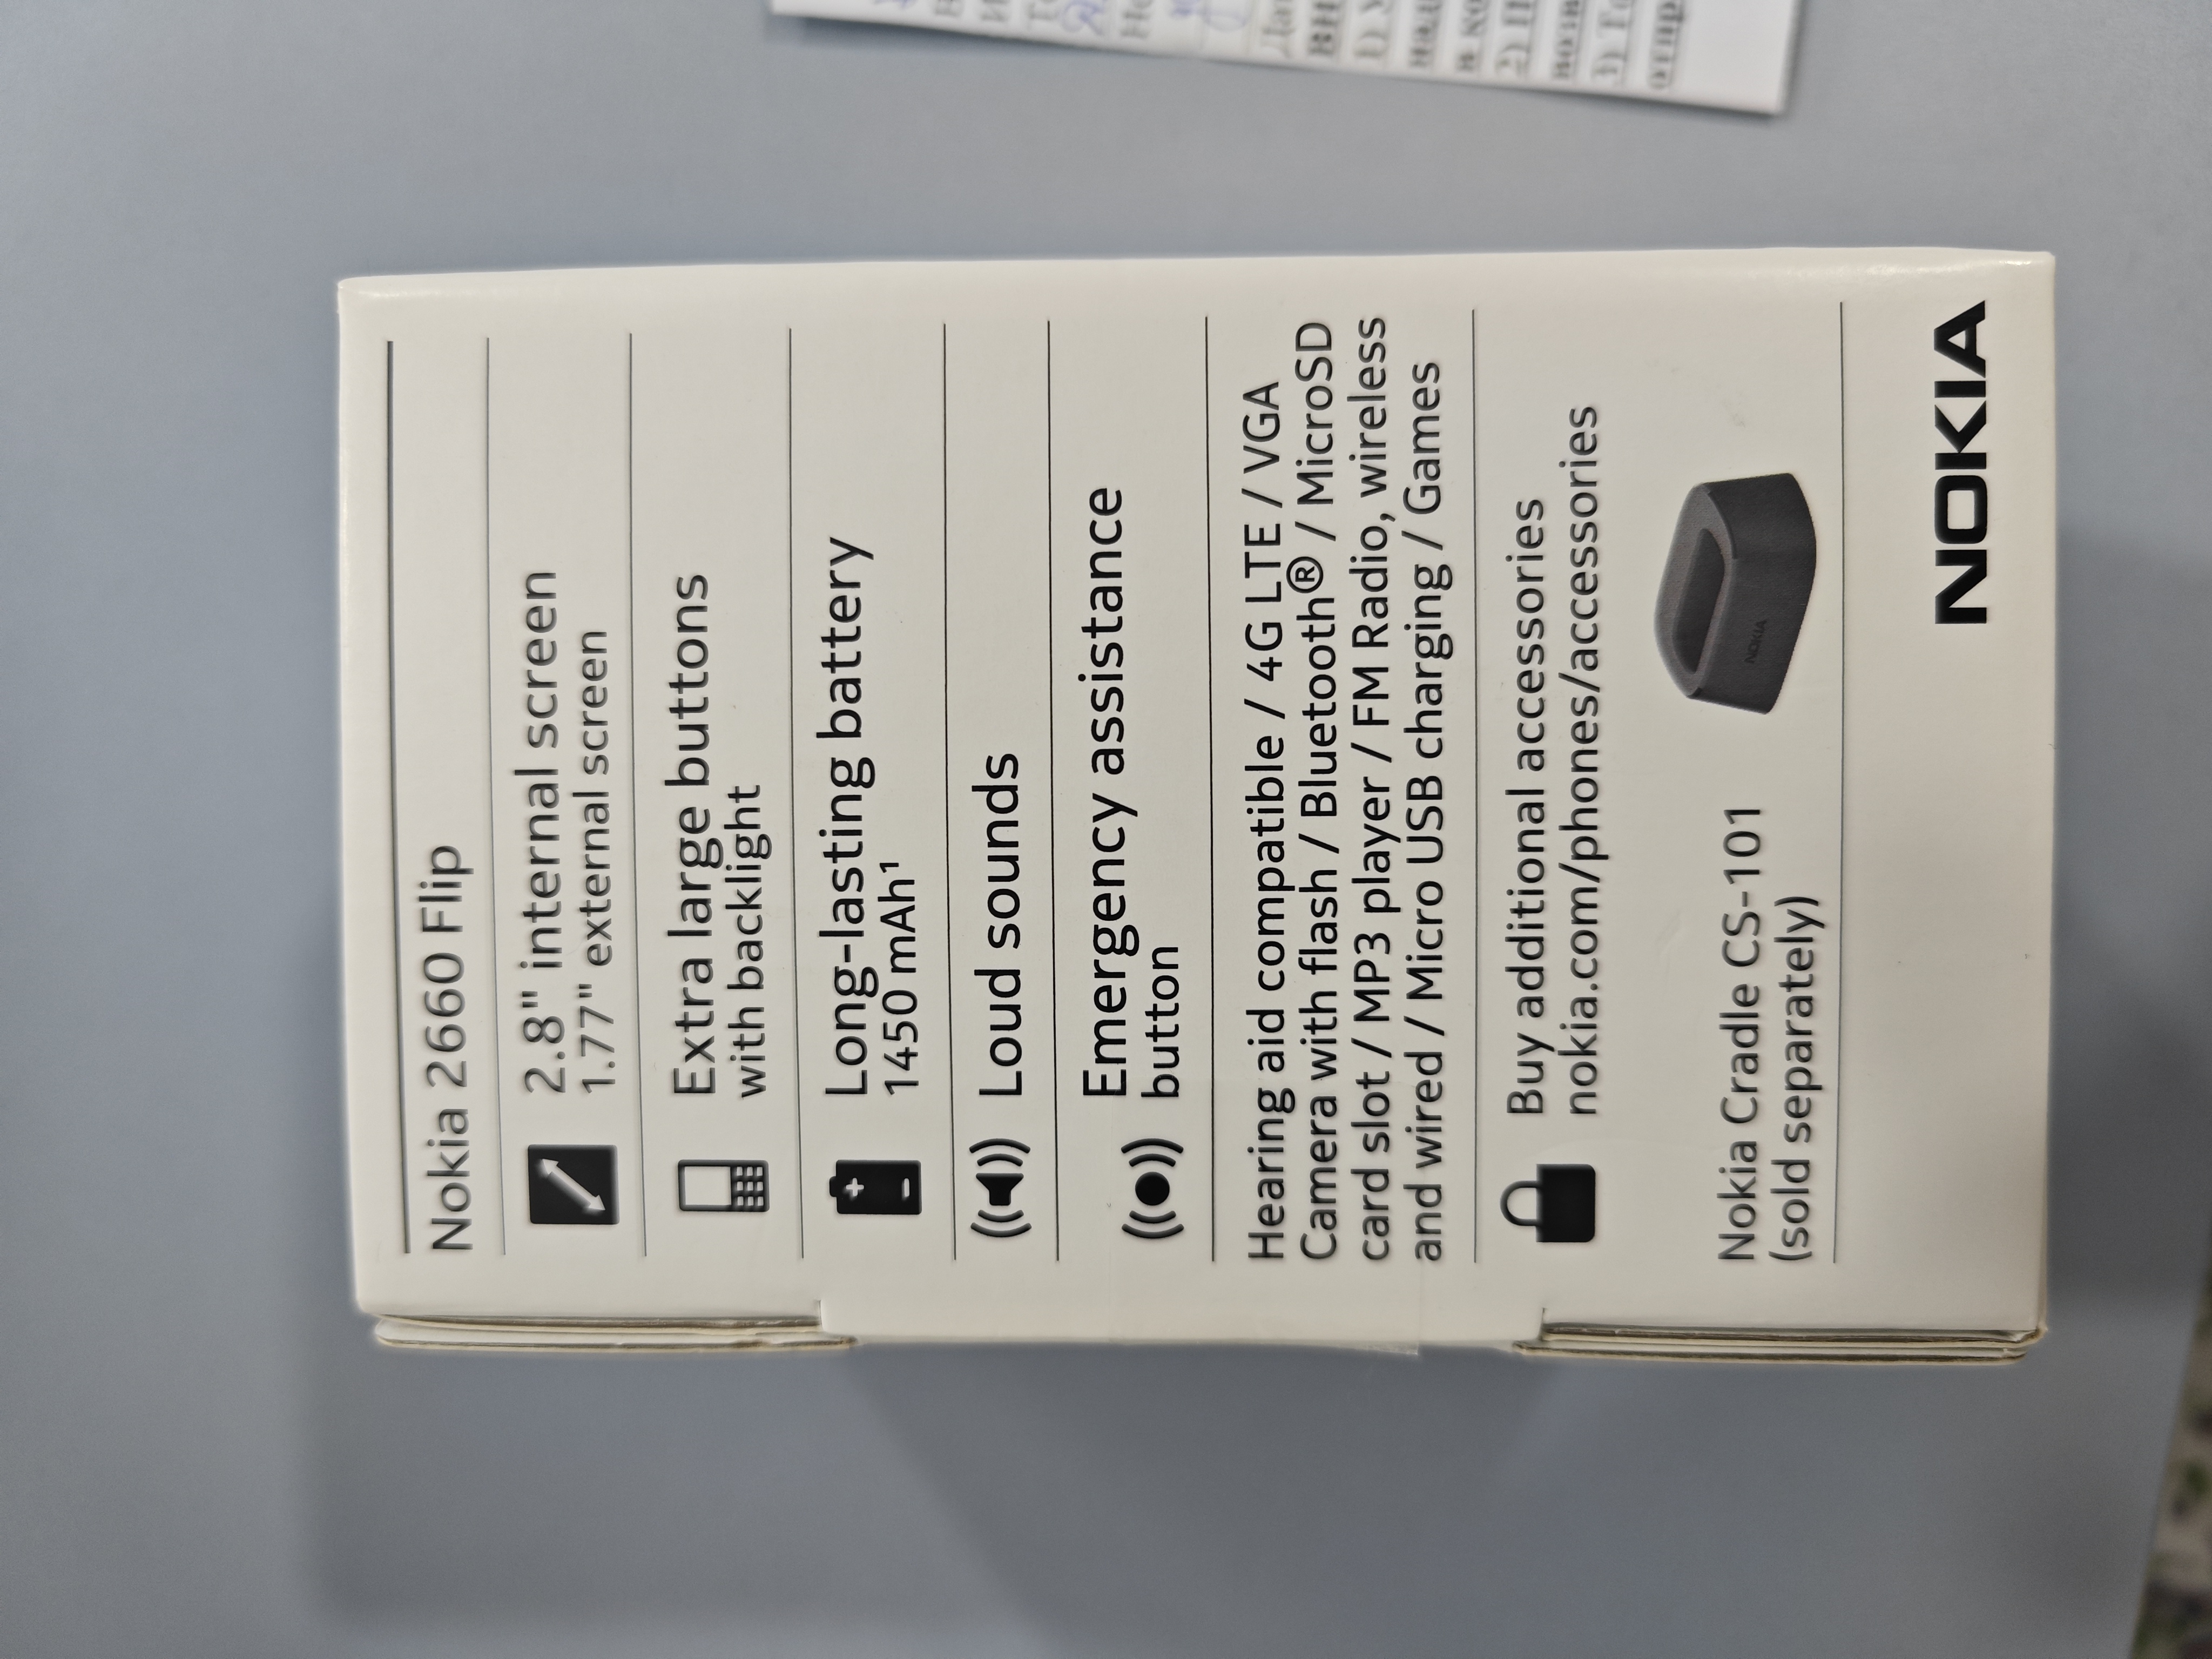 Nokia 2660 Flip
2.8" internal screen
1.77" external screen
Extra large buttons
with backlight
Long-lasting battery
1450 mAh¹
Loud sounds
Emergency assistance
button
Hearing aid compatible / 4G LTE / VGA
Camera with flash / Bluetooth® / MicroSD
card slot / MP3 player / FM Radio, wireless
and wired / Micro USB charging / Games
Buy additional accessories
nokia.com/phones/accessories
Nokia Cradle CS-101
(sold separately)
NOKIA
NOKIA